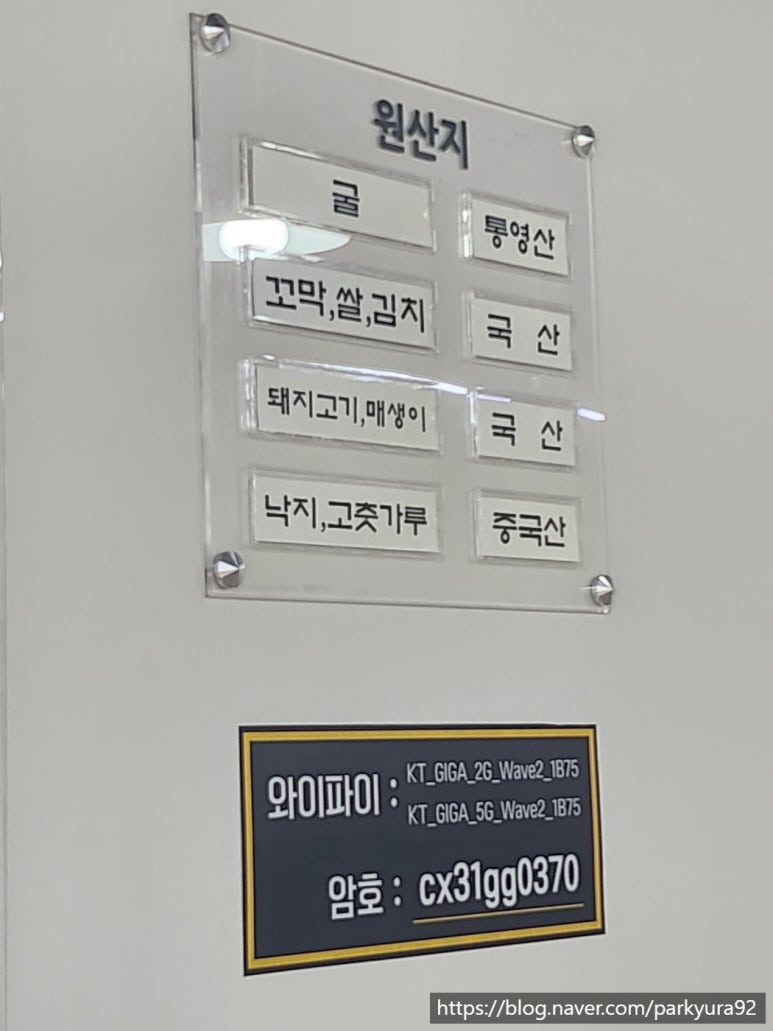 원산지
굴 통영산
꼬막,쌀,김치 국 산
돼지고기,매생이 국 산
낙지,고춧가루 중국산
와이파이 : KT_GIGA_2G_Wave2_1B75
KT_GIGA_5G_Wave2_1B75
암호 : cx31gg0370
https://blog.naver.com/parkyura92